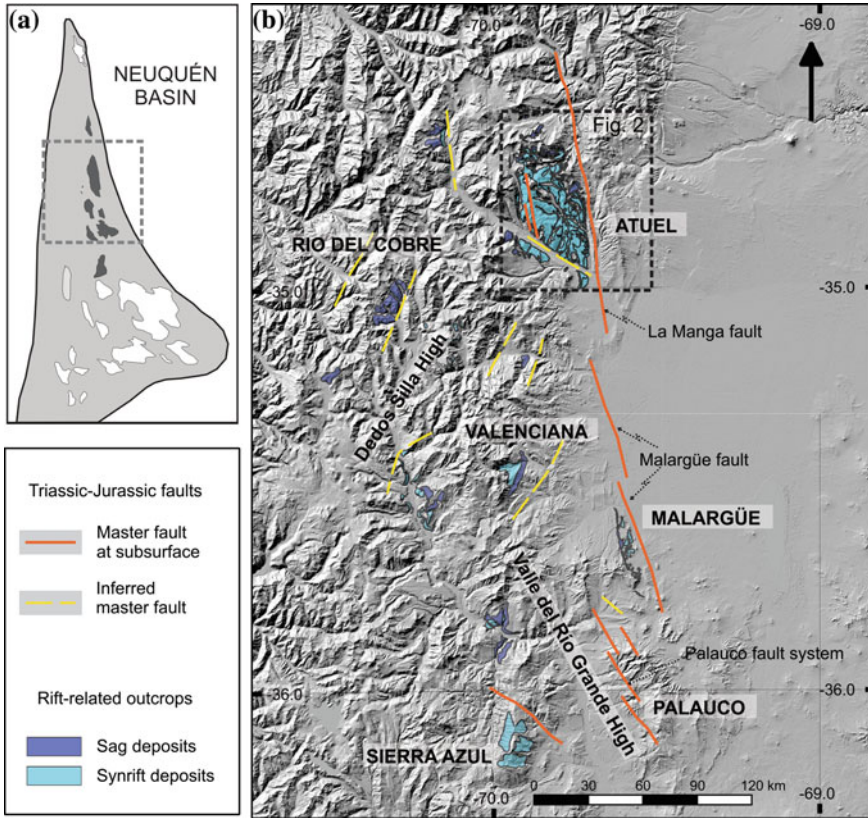 (a)
NEUQUÉN
BASIN
Triassic-Jurassic faults
Master fault
at subsurface
Inferred
master fault
Rift-related outcrops
Sag deposits
Synrift deposits
(b)
-70.0
-69.0
Fig. 2
ATUEL
RIO DEL COBRE
-35.0
-35.0
La Manga fault
Dedos Silla High
VALENCIANA
Malargüe fault
MALARGÜE
Valle del Rio Grande High
Palauco fault system
-36.0
-36.0
PALAUCO
SIERRA AZUL
-70.0
-69.0
0 30 60 90 120 km